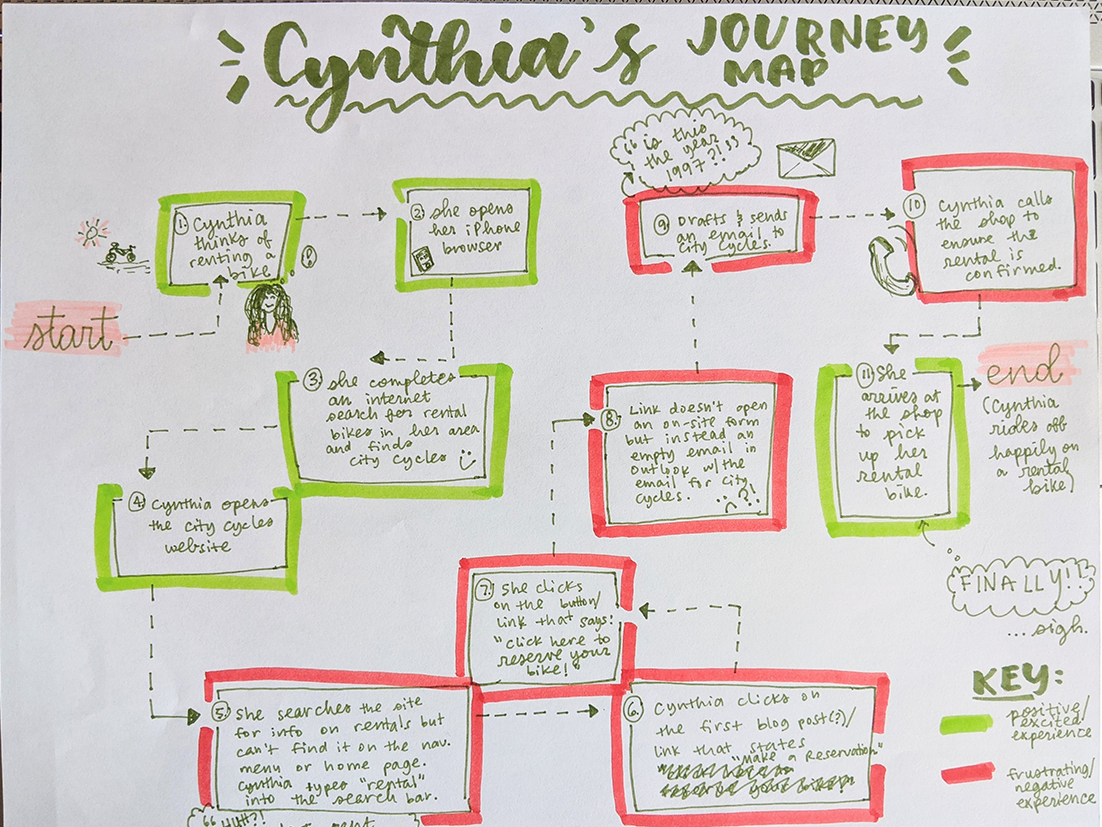 Cynthia's JOURNEY
MAP
start
1. Cynthia
thinks of
renting a
bike
2 she opens
her iPhone
browser
3 she completes
an internet
search for rental
bikes in her area
and finds
city cycles
4 Cynthia opens
the city cycles
website
5. She searches the site
for info on rentals but
can't find it on the nav.
menu or home page.
Cynthia types "rental"
into the search bar.
"HUH?!
6. Cynthia clicks on
the first blog post(?)/
link that states
"Make a Reservation"
7. She clicks
on the button/
link that says:
"click here to
reserve your
bike!"
8. Link doesn't open
an on-site form
but instead an
empty email in
outlook w/the
email for city
cycles.
?!
"is this
the year
1997?!"
9 Drafts & sends
an email to
city cycles.
10 Cynthia calls
the shop to
ensure the
rental is
confirmed.
11. She
arrives at
the shop
to pick
up her
rental
bike.
end
(Cynthia
rides off
happily on
a rental
bike)
FINALLY!!
...sigh.
KEY:
positive/
excited
experience
frustrating/
negative
experience